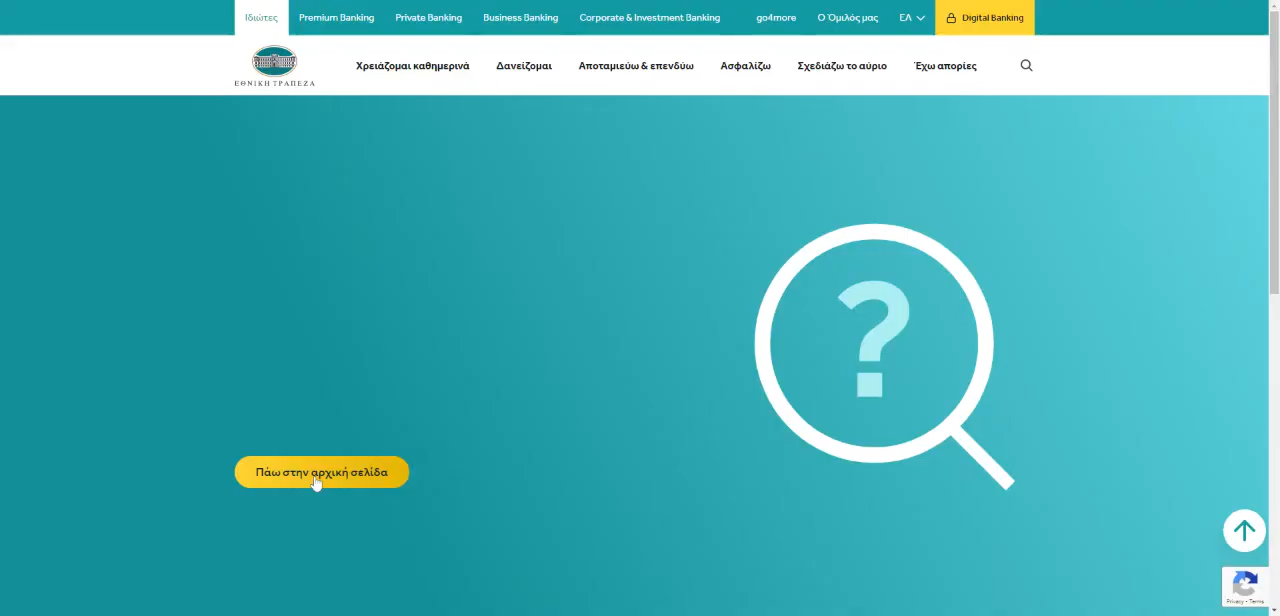 Ιδιώτες Premium Banking Private Banking Business Banking Corporate & Investment Banking go4more Ο Όμιλός μας ΕΛ Digital Banking
ΕΘΝΙΚΗ ΤΡΑΠΕΖΑ
Χρειάζομαι καθημερινά Δανείζομαι Αποταμιεύω & επενδύω Ασφαλίζω Σχεδιάζω το αύριο Έχω απορίες
?
Πάω στην αρχική σελίδα
Privacy - Terms